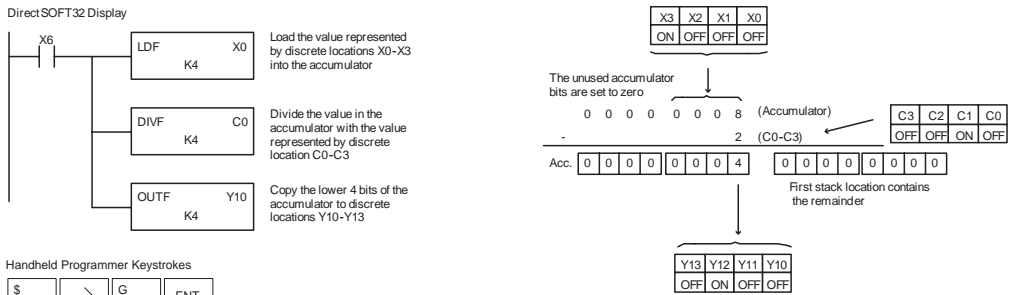 DirectSOFT32 Display
X6
LDF X0
K4
Load the value represented
by discrete locations X0-X3
into the accumulator
DIVF C0
K4
Divide the value in the
accumulator with the value
represented by discrete
location C0-C3
OUTF Y10
K4
Copy the lower 4 bits of the
accumulator to discrete
locations Y10-Y13
Handheld Programmer Keystrokes
$ G ENT
X3 X2 X1 X0
ON OFF OFF OFF
The unused accumulator
bits are set to zero
0 0 0 0 0 0 0 8 (Accumulator)
- 2 (C0-C3)
C3 C2 C1 C0
OFF OFF ON OFF
Acc. 0 0 0 0 0 0 0 4 0 0 0 0 0 0 0 0
First stack location contains
the remainder
Y13 Y12 Y11 Y10
OFF ON OFF OFF